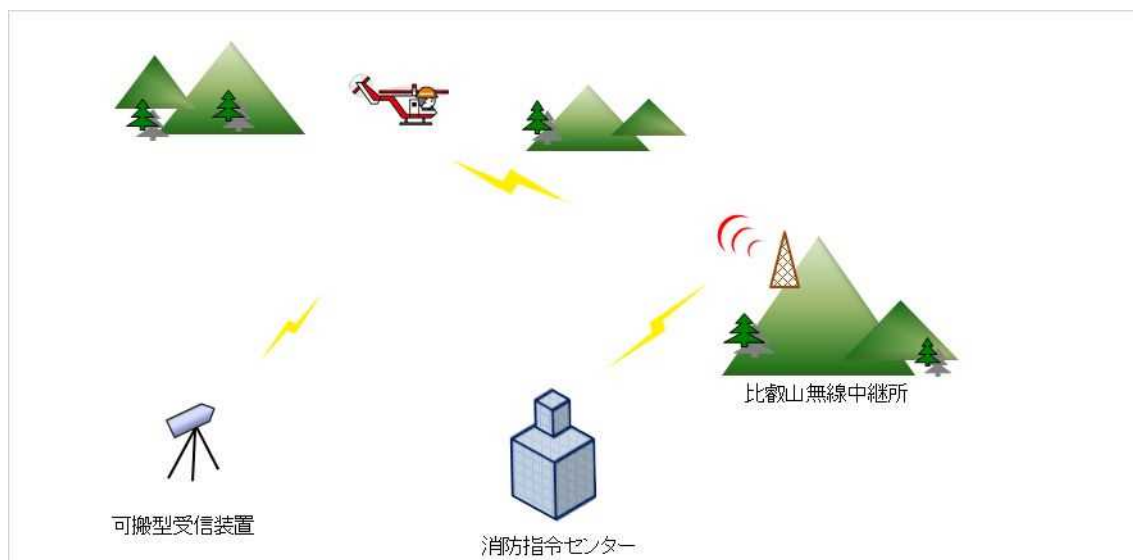 比叡山無線中継所
可搬型受信装置
消防指令センター